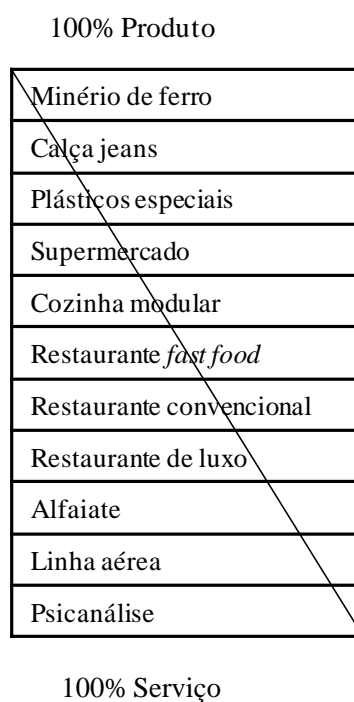 100% Produto
Minério de ferro
Calça jeans
Plásticos especiais
Supermercado
Cozinha modular
Restaurante fast food
Restaurante convencional
Restaurante de luxo
Alfaiate
Linha aérea
Psicanálise
100% Serviço